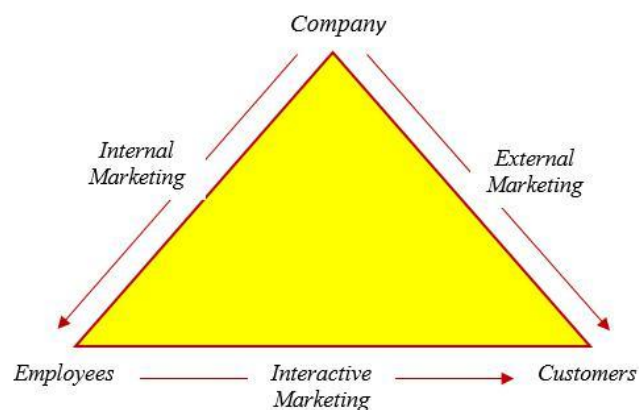 Company
Internal
Marketing
External
Marketing
Employees
Interactive
Marketing
Customers